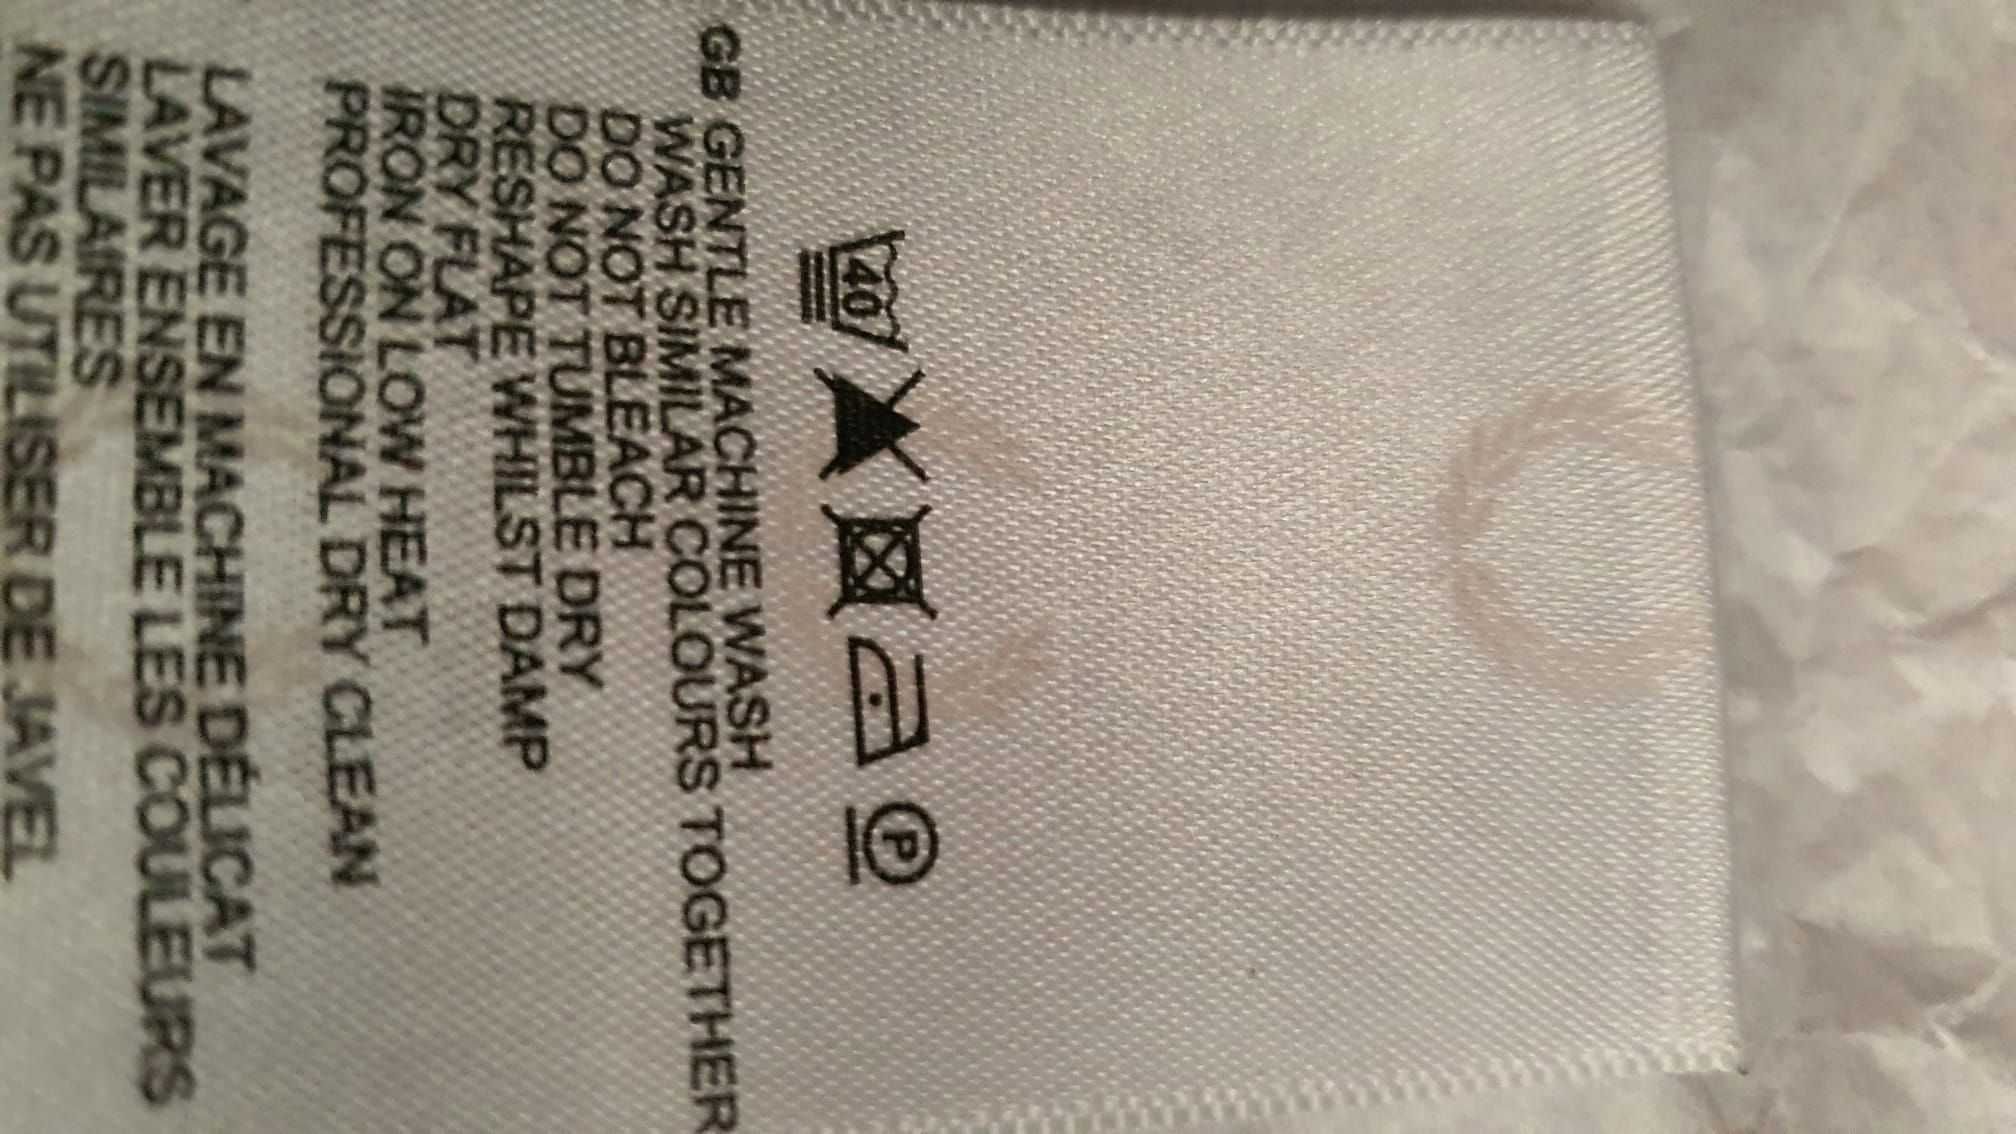 40
P
GB GENTLE MACHINE WASH
WASH SIMILAR COLOURS TOGETHER
DO NOT BLEACH
DO NOT TUMBLE DRY
RESHAPE WHILST DAMP
DRY FLAT
IRON ON LOW HEAT
PROFESSIONAL DRY CLEAN
LAVAGE EN MACHINE DÉLICAT
LAVER ENSEMBLE LES COULEURS
SIMILAIRES
NE PAS UTILISER DE JAVEL